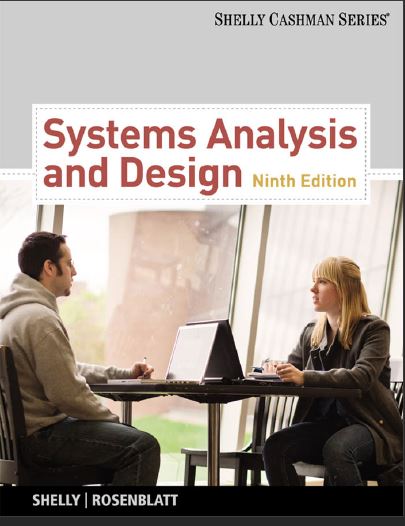 SHELLY CASHMAN SERIES®
Systems Analysis
and Design Ninth Edition
SHELLY | ROSENBLATT